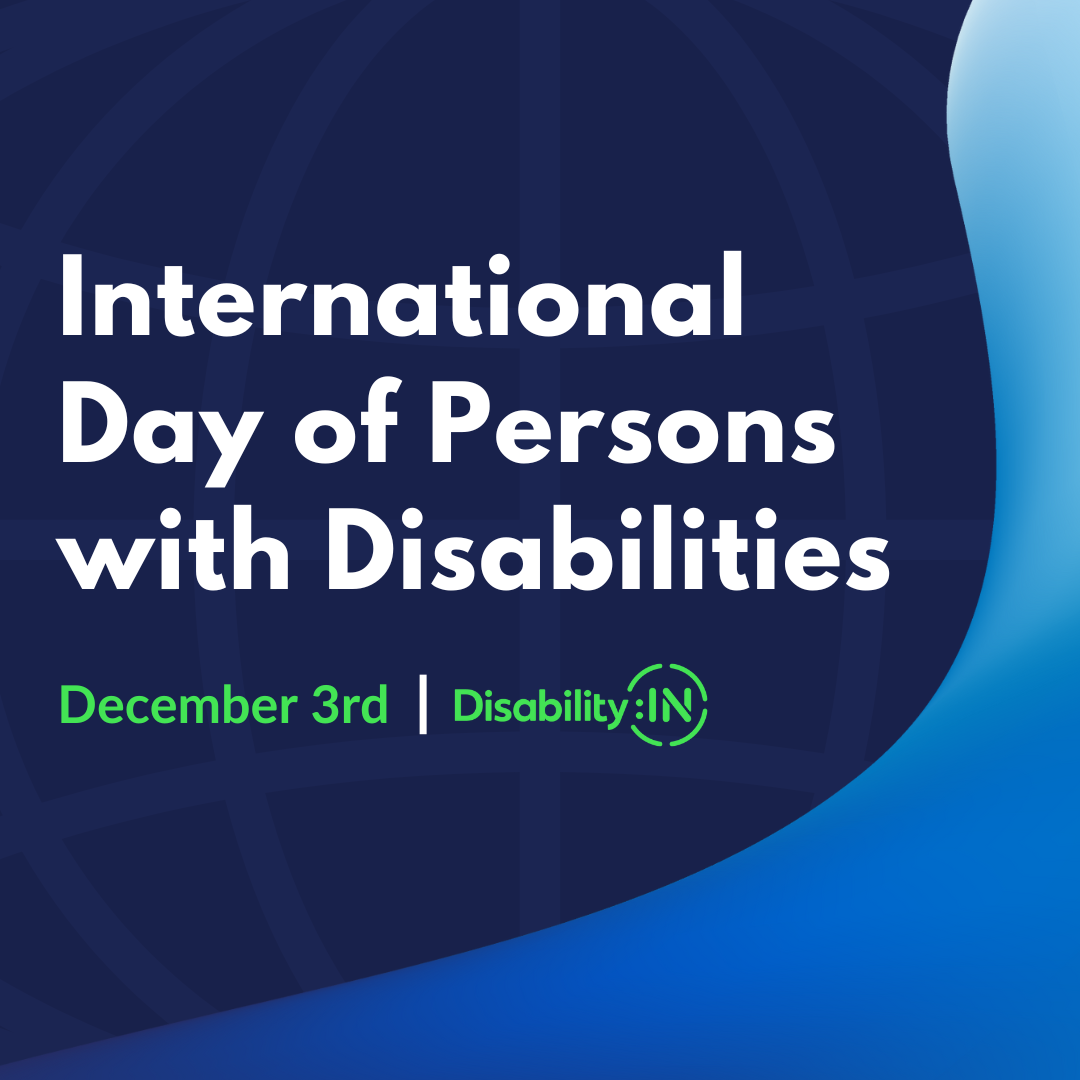 International
Day of Persons
with Disabilities
December 3rd | Disability:IN